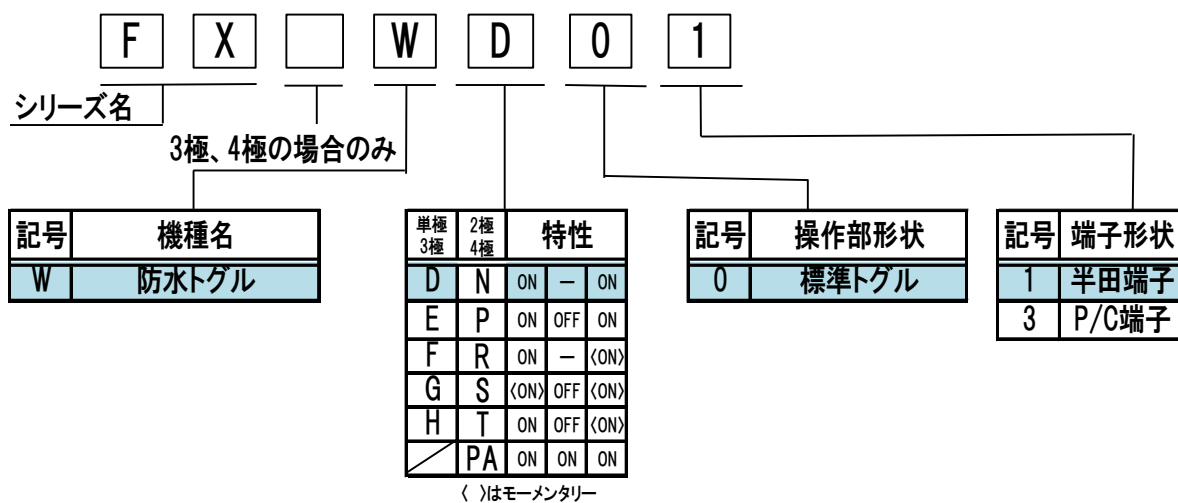 F X W D 0 1
シリーズ名
3極、4極の場合のみ
記号 機種名
W 防水トグル
単極 3極 2極 4極 特性
D N ON — ON
E P ON OFF ON
F R ON — 〈ON〉
G S 〈ON〉 OFF 〈ON〉
H T ON OFF 〈ON〉
PA ON ON ON
〈 〉はモーメンタリー
記号 操作部形状
0 標準トグル
記号 端子形状
1 半田端子
3 P/C端子